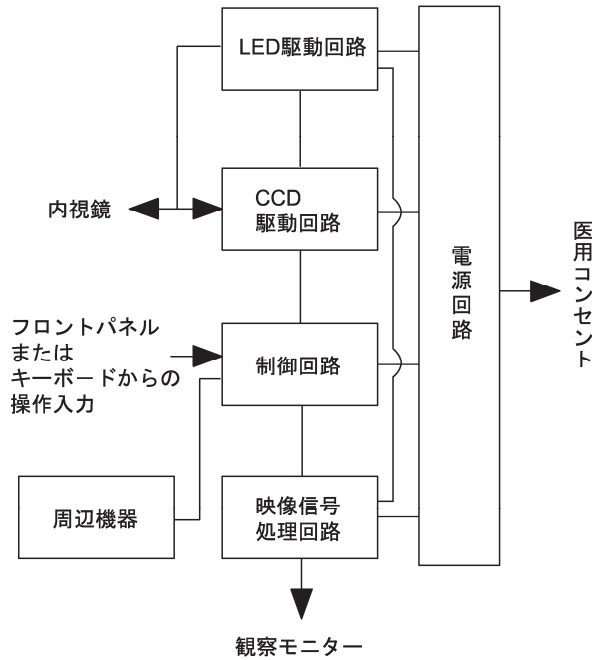 LED駆動回路
CCD
駆動回路
内視鏡
電源回路
医用コンセント
フロントパネル
または
キーボードからの
操作入力
制御回路
周辺機器
映像信号
処理回路
観察モニター